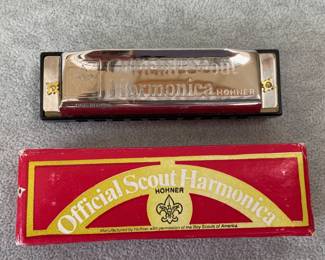 Official Scout
Harmonica HOHNER
Official Scout Harmonica
HOHNER
Manufactured by Hohner with permission of the Boy Scouts of America